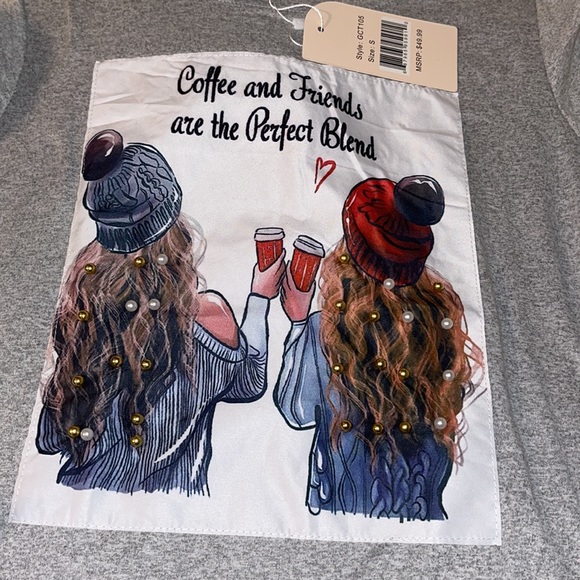 Style: GCT105
Size: S
MSRP: $49.99
Coffee and Friends
are the Perfect Blend